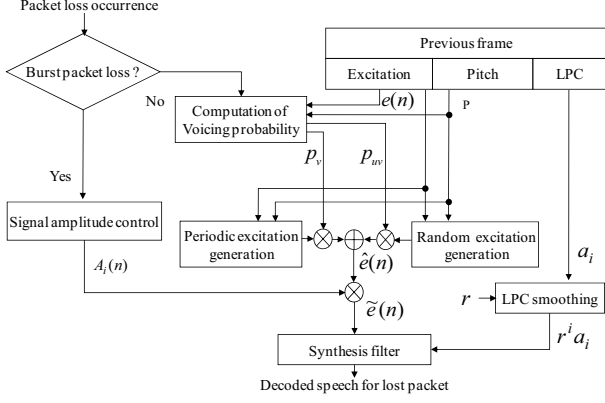 Packet loss occurrence
Previous frame
Burst packet loss ?
Excitation
Pitch
LPC
No
Computation of
Voicing probability
e(n)
P
p_v
p_{uv}
Yes
Signal amplitude control
Periodic excitation
generation
Random excitation
generation
A_i(n)
ê(n)
a_i
r
LPC smoothing
ẽ(n)
r^i a_i
Synthesis filter
Decoded speech for lost packet